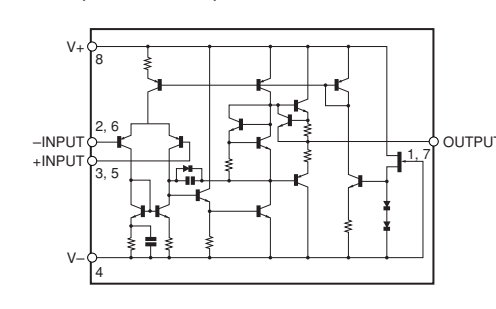 V+
8
2, 6
–INPUT
+INPUT
3, 5
OUTPUT
1, 7
V–
4